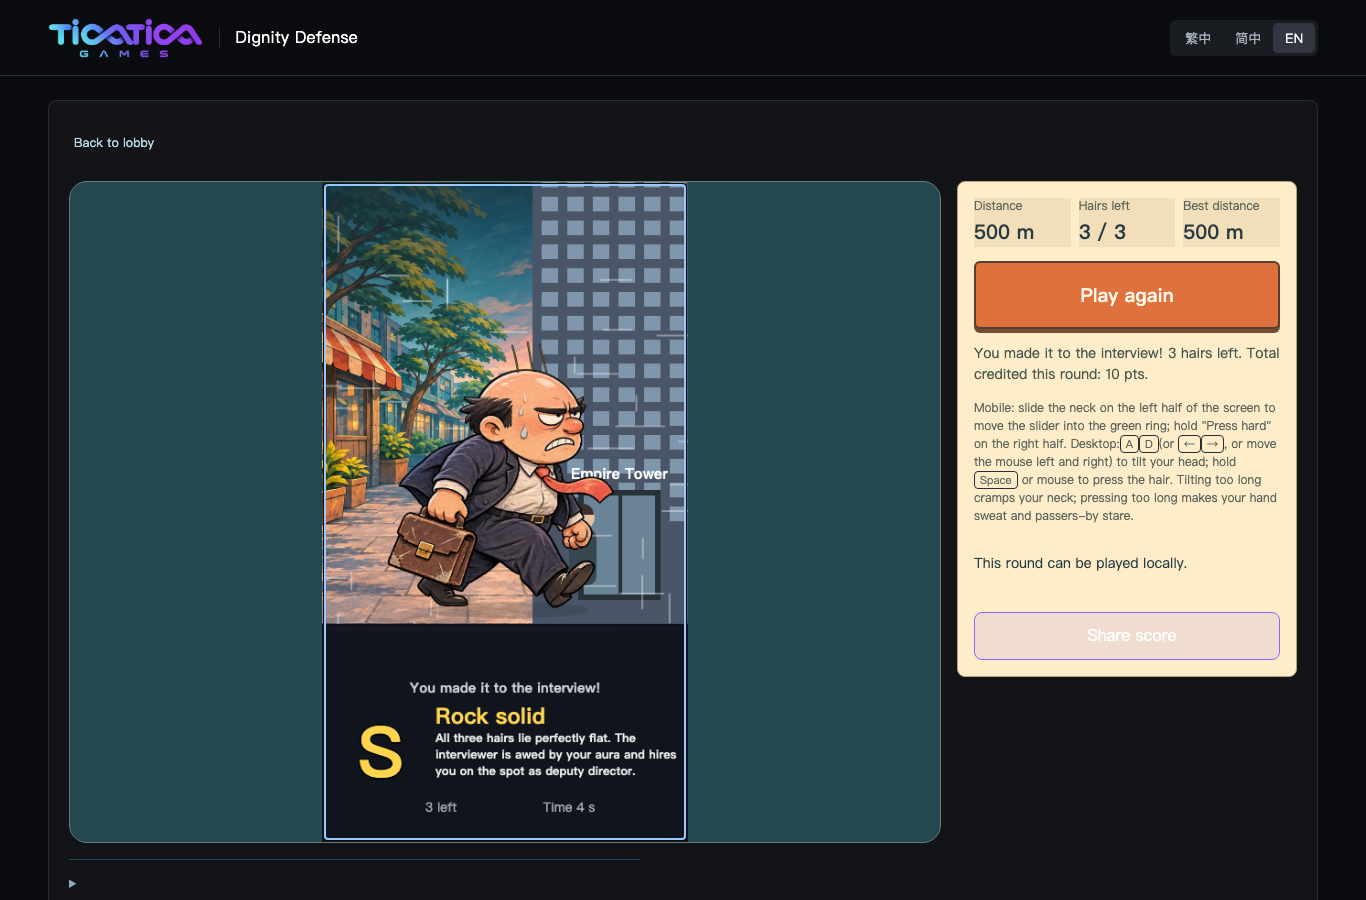 TICATICA
GAMES
Dignity Defense
繁中
简中
EN
Back to lobby
Empire Tower
You made it to the interview!
Rock solid
S
All three hairs lie perfectly flat. The
interviewer is awed by your aura and hires
you on the spot as deputy director.
3 left
Time 4 s
Distance
500 m
Hairs left
3 / 3
Best distance
500 m
Play again
You made it to the interview! 3 hairs left. Total
credited this round: 10 pts.
Mobile: slide the neck on the left half of the screen to
move the slider into the green ring; hold "Press hard"
on the right half. Desktop: A D (or ← →, or move
the mouse left and right) to tilt your head; hold
Space or mouse to press the hair. Tilting too long
cramps your neck; pressing too long makes your hand
sweat and passers-by stare.
This round can be played locally.
Share score